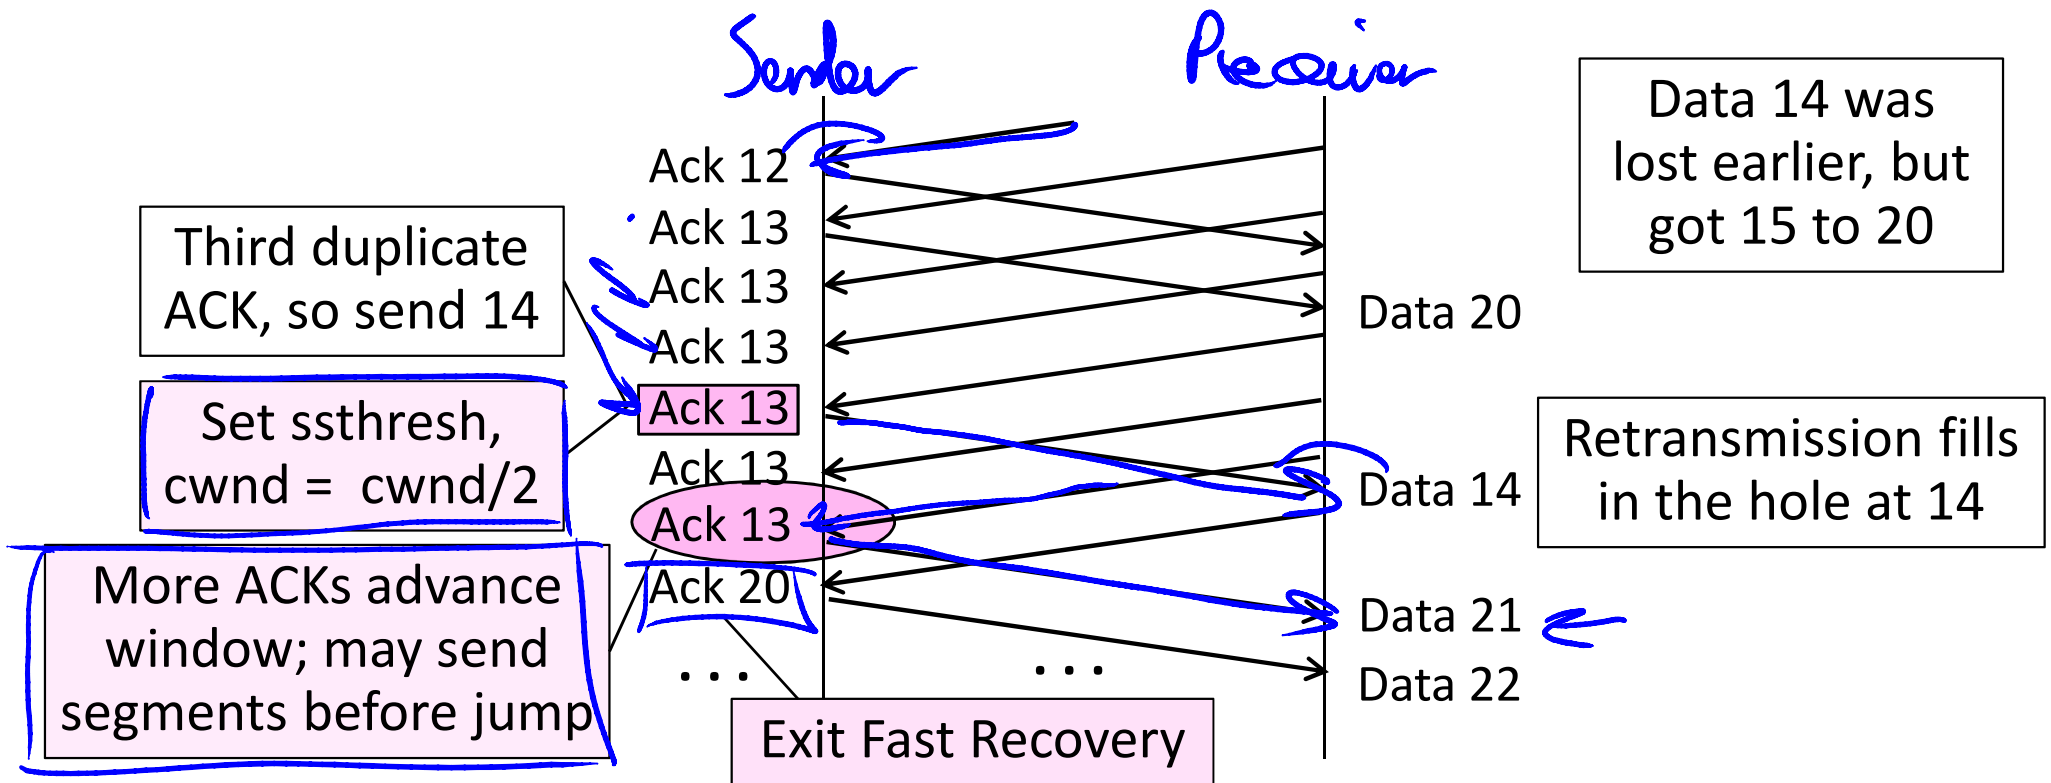 Sender
Receiver
Data 14 was
lost earlier, but
got 15 to 20
Ack 12
Ack 13
Ack 13
Ack 13
Ack 13
Ack 13
Ack 13
Ack 20
. . .
Third duplicate
ACK, so send 14
Set ssthresh,
cwnd = cwnd/2
More ACKs advance
window; may send
segments before jump
Exit Fast Recovery
. . .
Data 20
Data 14
Data 21
Data 22
Retransmission fills
in the hole at 14